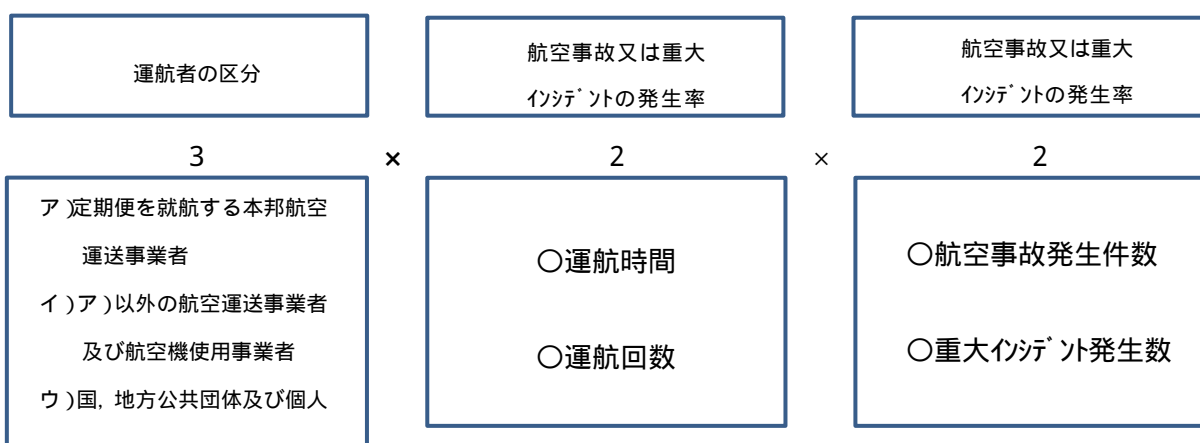 運航者の区分
航空事故又は重大
ｲﾝｼﾃﾞﾝﾄの発生率
航空事故又は重大
ｲﾝｼﾃﾞﾝﾄの発生率
3 × 2 × 2
ア)定期便を就航する本邦航空
運送事業者
イ)ア)以外の航空運送事業者
及び航空機使用事業者
ウ)国, 地方公共団体及び個人
○運航時間
○運航回数
○航空事故発生件数
○重大ｲﾝｼﾃﾞﾝﾄ発生数